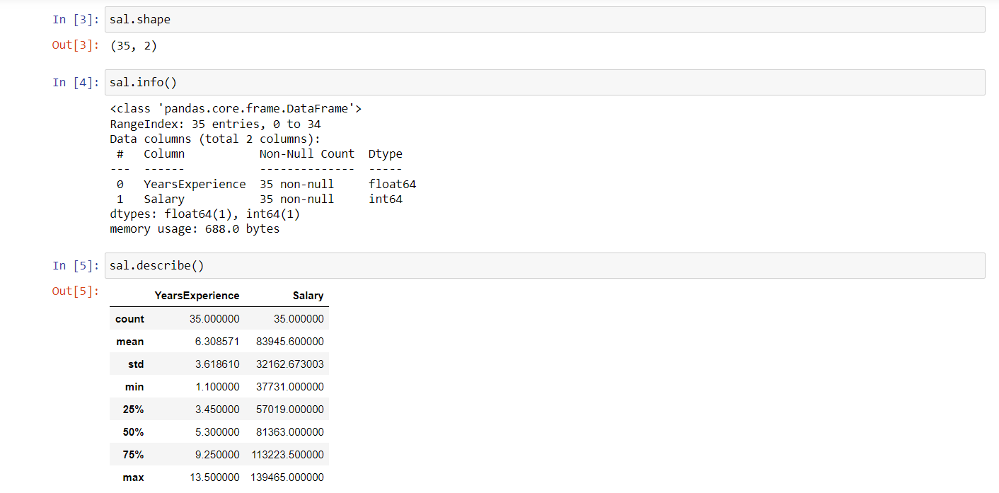 In [3]: sal.shape
Out[3]: (35, 2)
In [4]: sal.info()
<class 'pandas.core.frame.DataFrame'>
RangeIndex: 35 entries, 0 to 34
Data columns (total 2 columns):
 #   Column           Non-Null Count  Dtype
---  ------           --------------  -----
 0   YearsExperience  35 non-null     float64
 1   Salary           35 non-null     int64
dtypes: float64(1), int64(1)
memory usage: 688.0 bytes
In [5]: sal.describe()
Out[5]:
YearsExperience Salary
count 35.000000 35.000000
mean 6.308571 83945.600000
std 3.618610 32162.673003
min 1.100000 37731.000000
25% 3.450000 57019.000000
50% 5.300000 81363.000000
75% 9.250000 113223.500000
max 13.500000 139465.000000